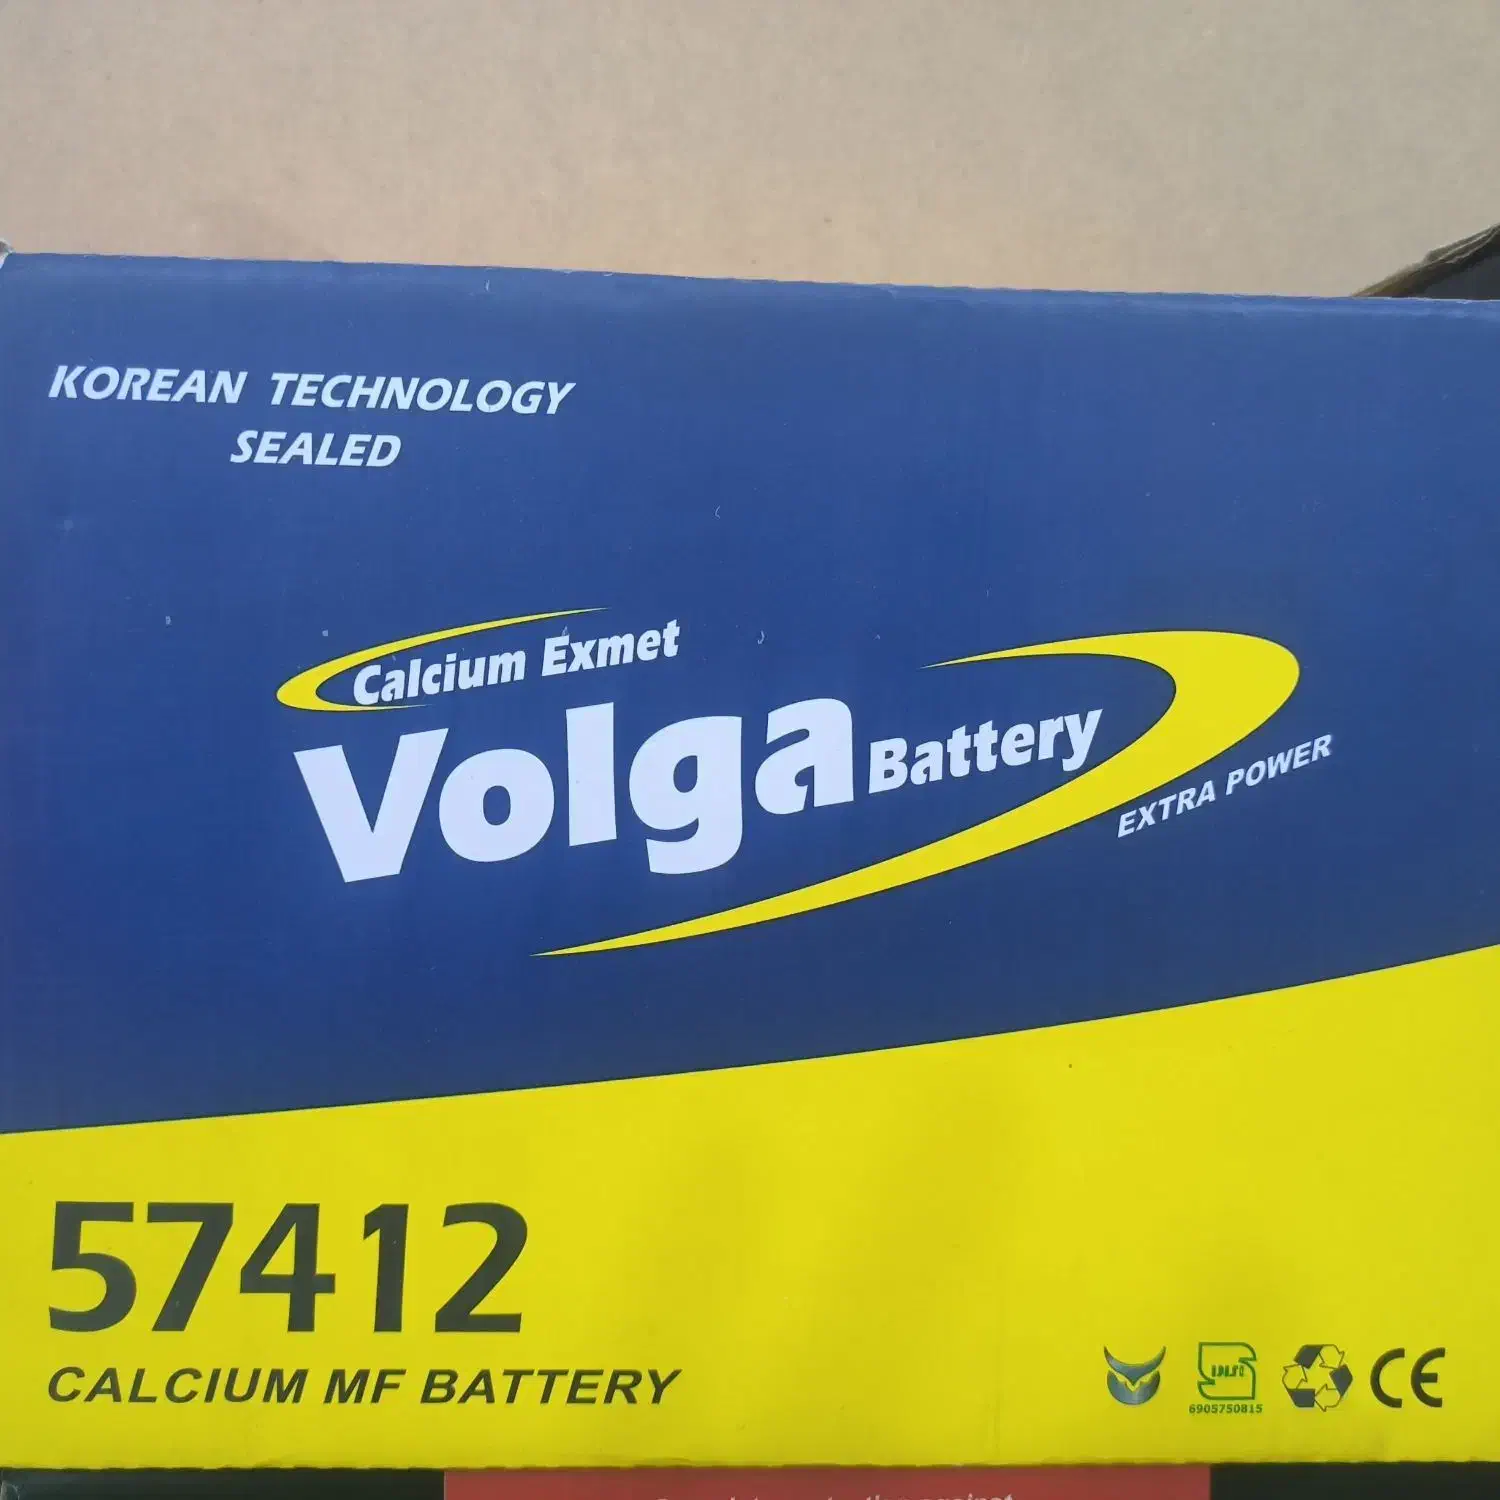 KOREAN TECHNOLOGY
SEALED
Calcium Exmet
Volga Battery
EXTRA POWER
57412
CALCIUM MF BATTERY
6905750815
CE